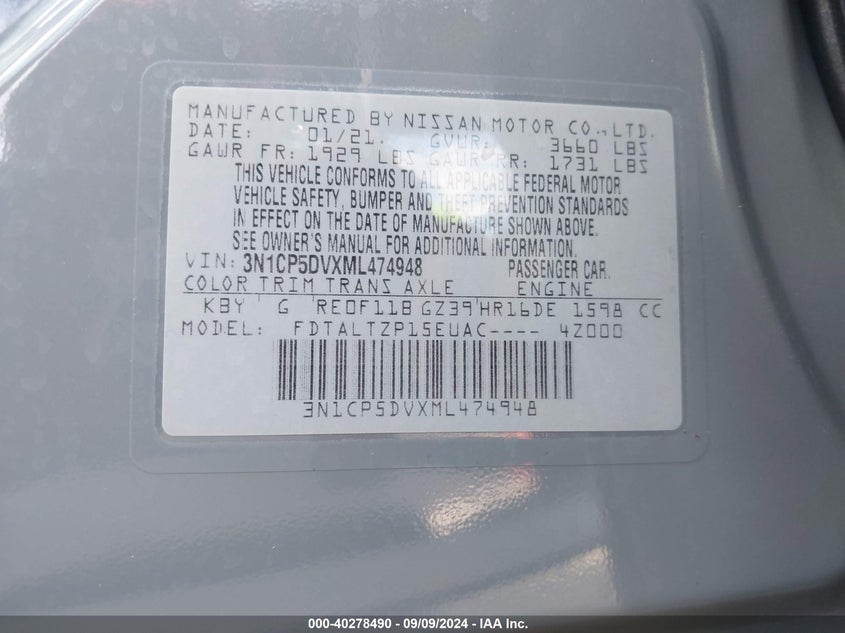 MANUFACTURED BY NISSAN MOTOR CO.,LTD.
DATE: 01/21. GVWR: 3660 LBS
GAWR FR: 1929 LBS GAWR RR: 1731 LBS
THIS VEHICLE CONFORMS TO ALL APPLICABLE FEDERAL MOTOR
VEHICLE SAFETY, BUMPER AND THEFT PREVENTION STANDARDS
IN EFFECT ON THE DATE OF MANUFACTURE SHOWN ABOVE.
SEE OWNER'S MANUAL FOR ADDITIONAL INFORMATION.
VIN: 3N1CP5DVXML474948 PASSENGER CAR.
COLOR TRIM TRANS AXLE ENGINE
KBY G RE0F11B GZ39 HR16DE 1598 CC
MODEL: FDTALTZP15EUAC---- 4Z000
3N1CP5DVXML474948
000-40278490 - 09/09/2024 - IAA Inc.